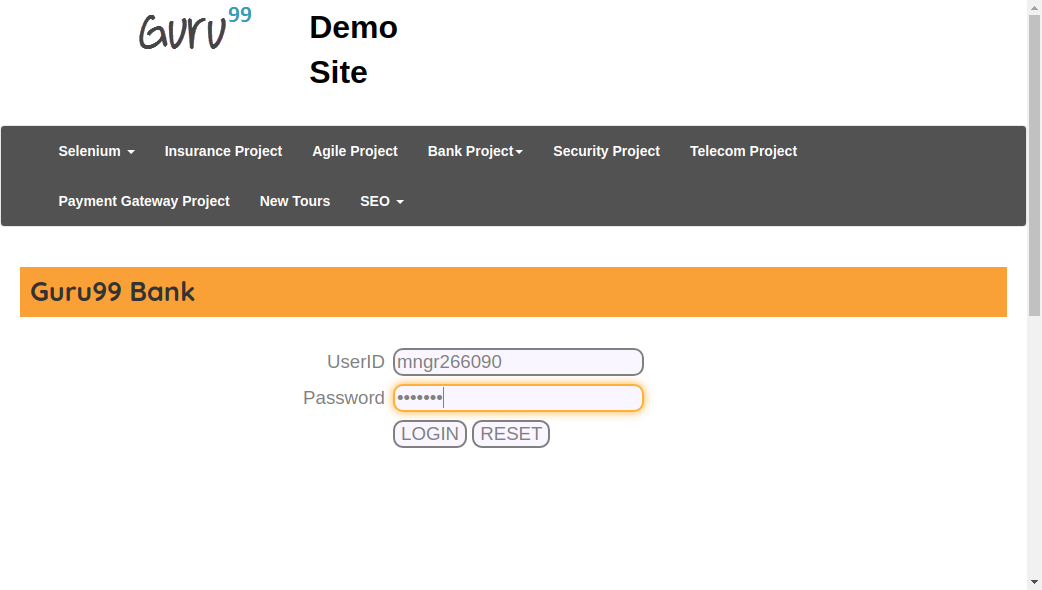 Guru99
Demo
Site
Selenium
Insurance Project
Agile Project
Bank Project
Security Project
Telecom Project
Payment Gateway Project
New Tours
SEO
Guru99 Bank
UserID mngr266090
Password •••••••
LOGIN RESET